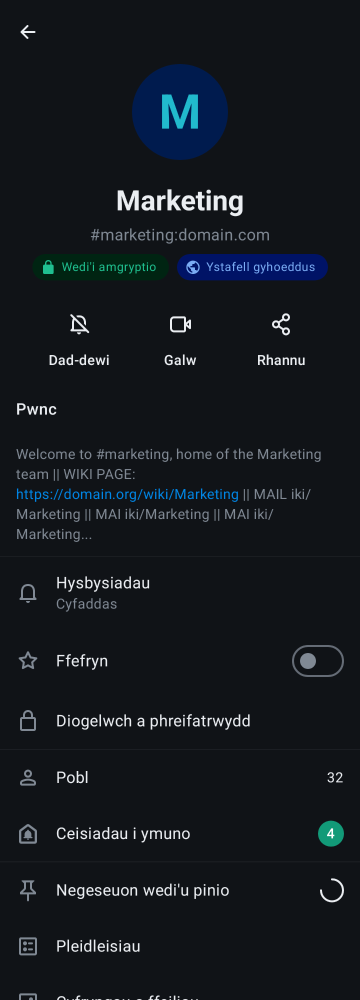 M
Marketing
#marketing:domain.com
Wedi'i amgryptio
Ystafell gyhoeddus
Dad-dewi
Galw
Rhannu
Pwnc
Welcome to #marketing, home of the Marketing
team || WIKI PAGE:
https://domain.org/wiki/Marketing || MAIL iki/
Marketing || MAI iki/Marketing || MAI iki/
Marketing...
Hysbysiadau
Cyfaddas
Ffefryn
Diogelwch a phreifatrwydd
Pobl
32
Ceisiadau i ymuno
4
Negeseuon wedi'u pinio
Pleidleisiau
Cyfryngau a ffeiliau